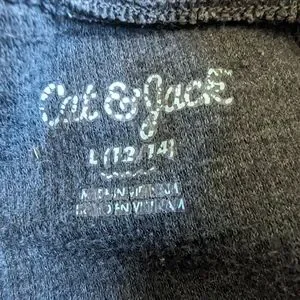 Cat & Jack™
L (12/14)
MADE IN VIETNAM
HECHO EN VIETNAM